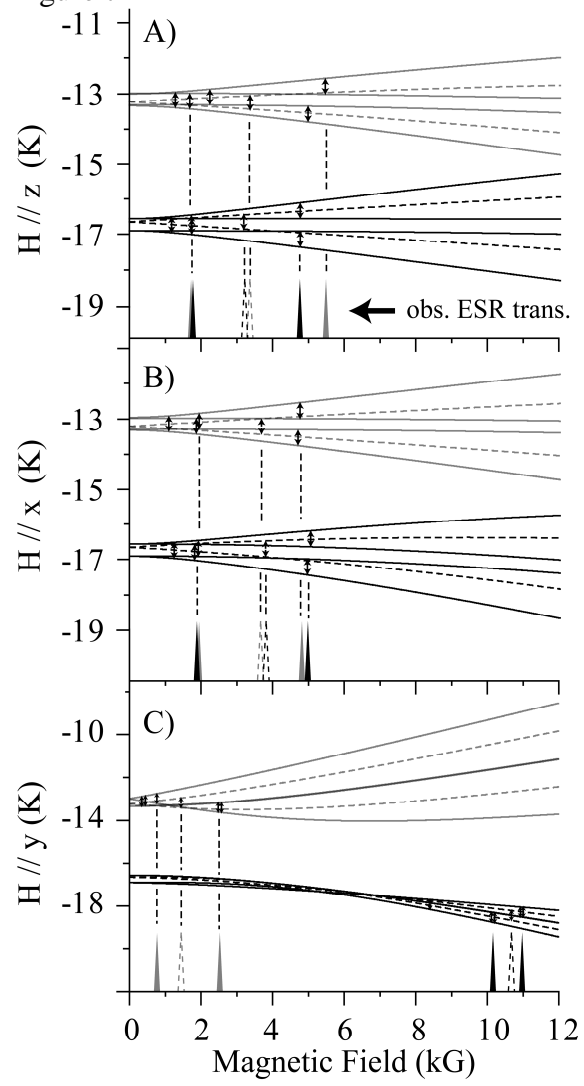 A)
-11
-13
-15
-17
-19
H // z (K)
obs. ESR trans.
B)
-13
-15
-17
-19
H // x (K)
C)
-10
-14
-18
H // y (K)
0 2 4 6 8 10 12
Magnetic Field (kG)